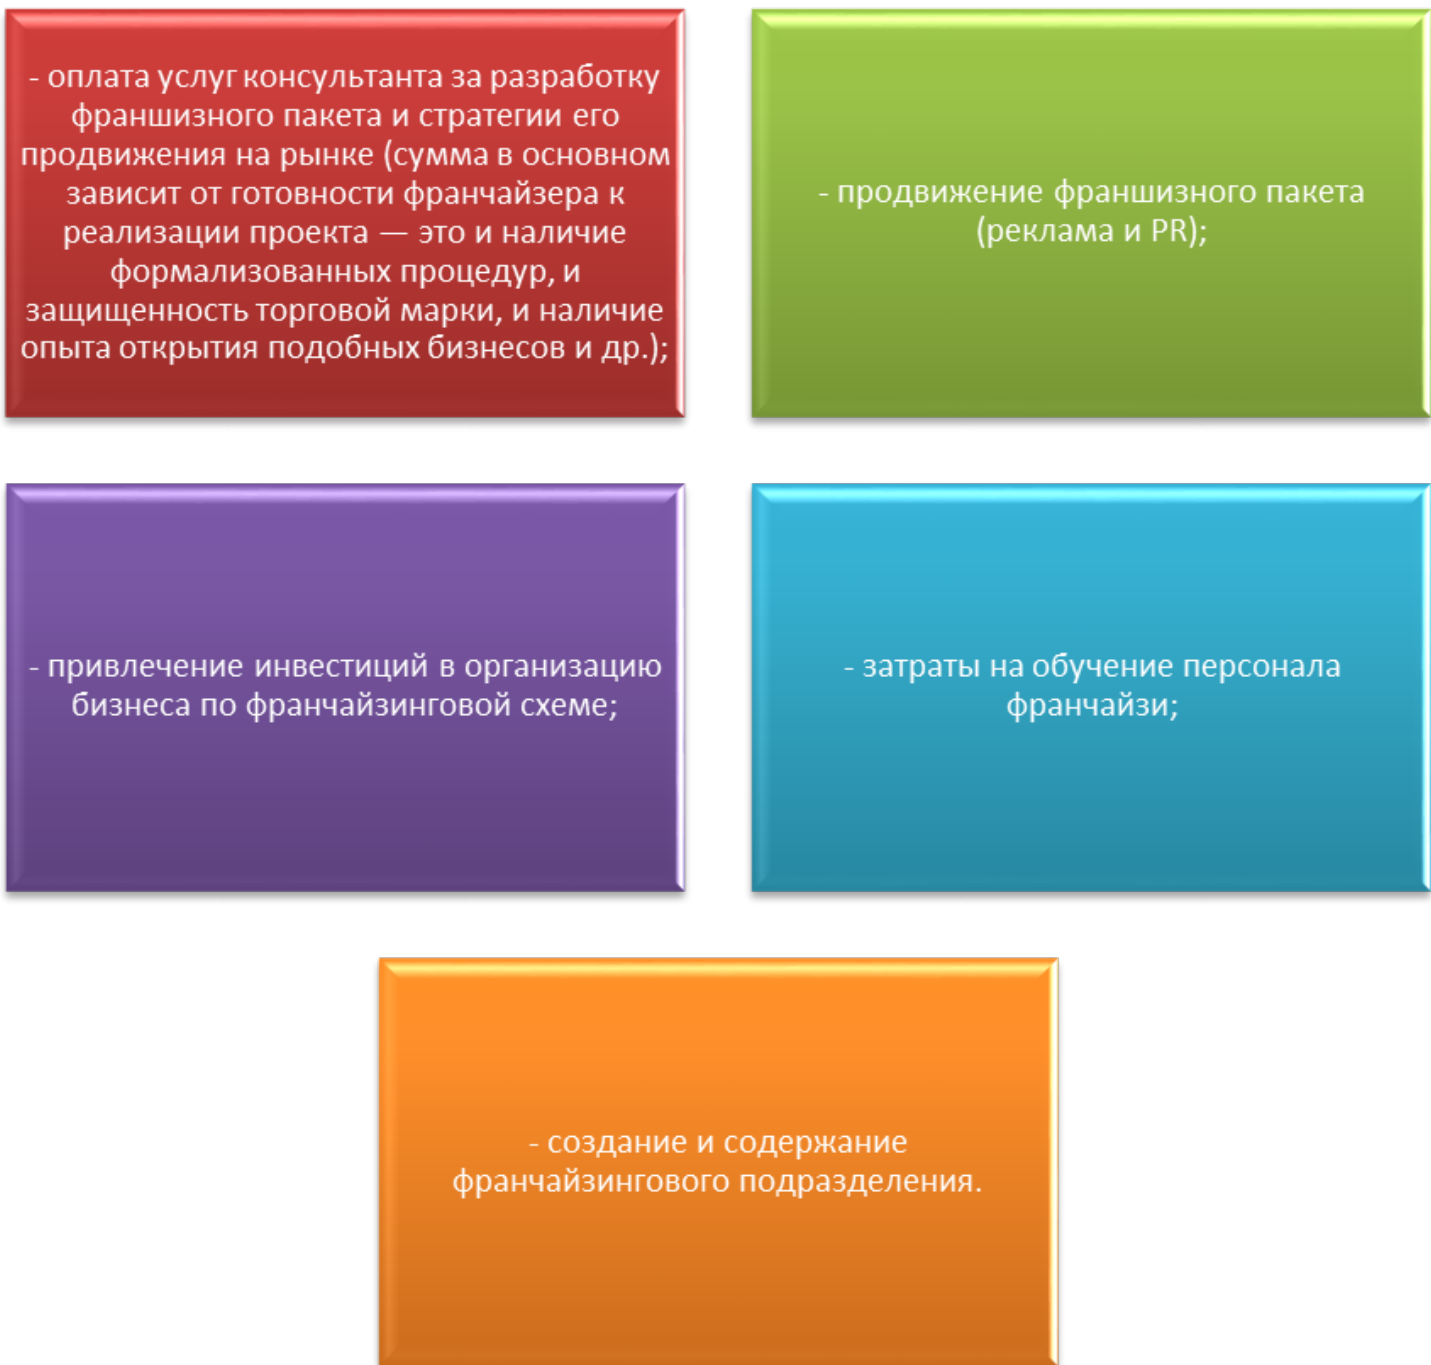 - оплата услуг консультанта за разработку
франшизного пакета и стратегии его
продвижения на рынке (сумма в основном
зависит от готовности франчайзера к
реализации проекта — это и наличие
формализованных процедур, и
защищенность торговой марки, и наличие
опыта открытия подобных бизнесов и др.);
- продвижение франшизного пакета
(реклама и PR);
- привлечение инвестиций в организацию
бизнеса по франчайзинговой схеме;
- затраты на обучение персонала
франчайзи;
- создание и содержание
франчайзингового подразделения.